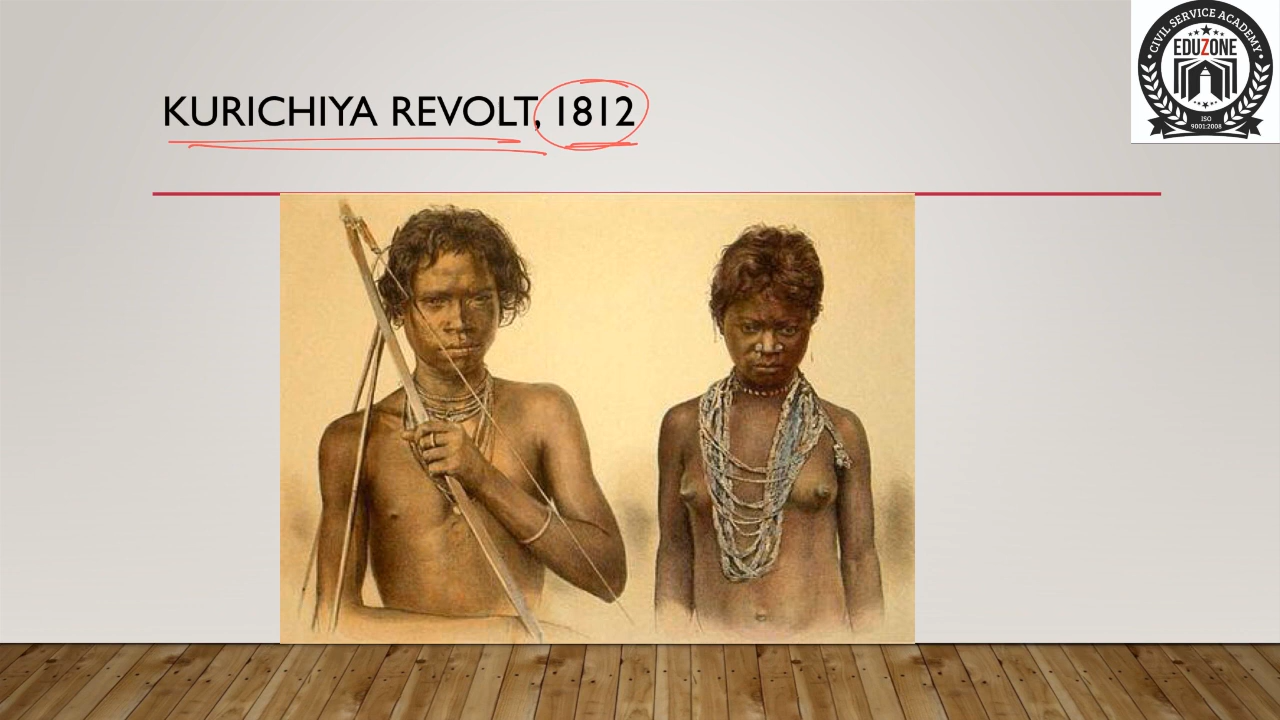 KURICHIYA REVOLT, 1812
CIVIL SERVICE ACADEMY
EDUZONE
ISO
9001:2008